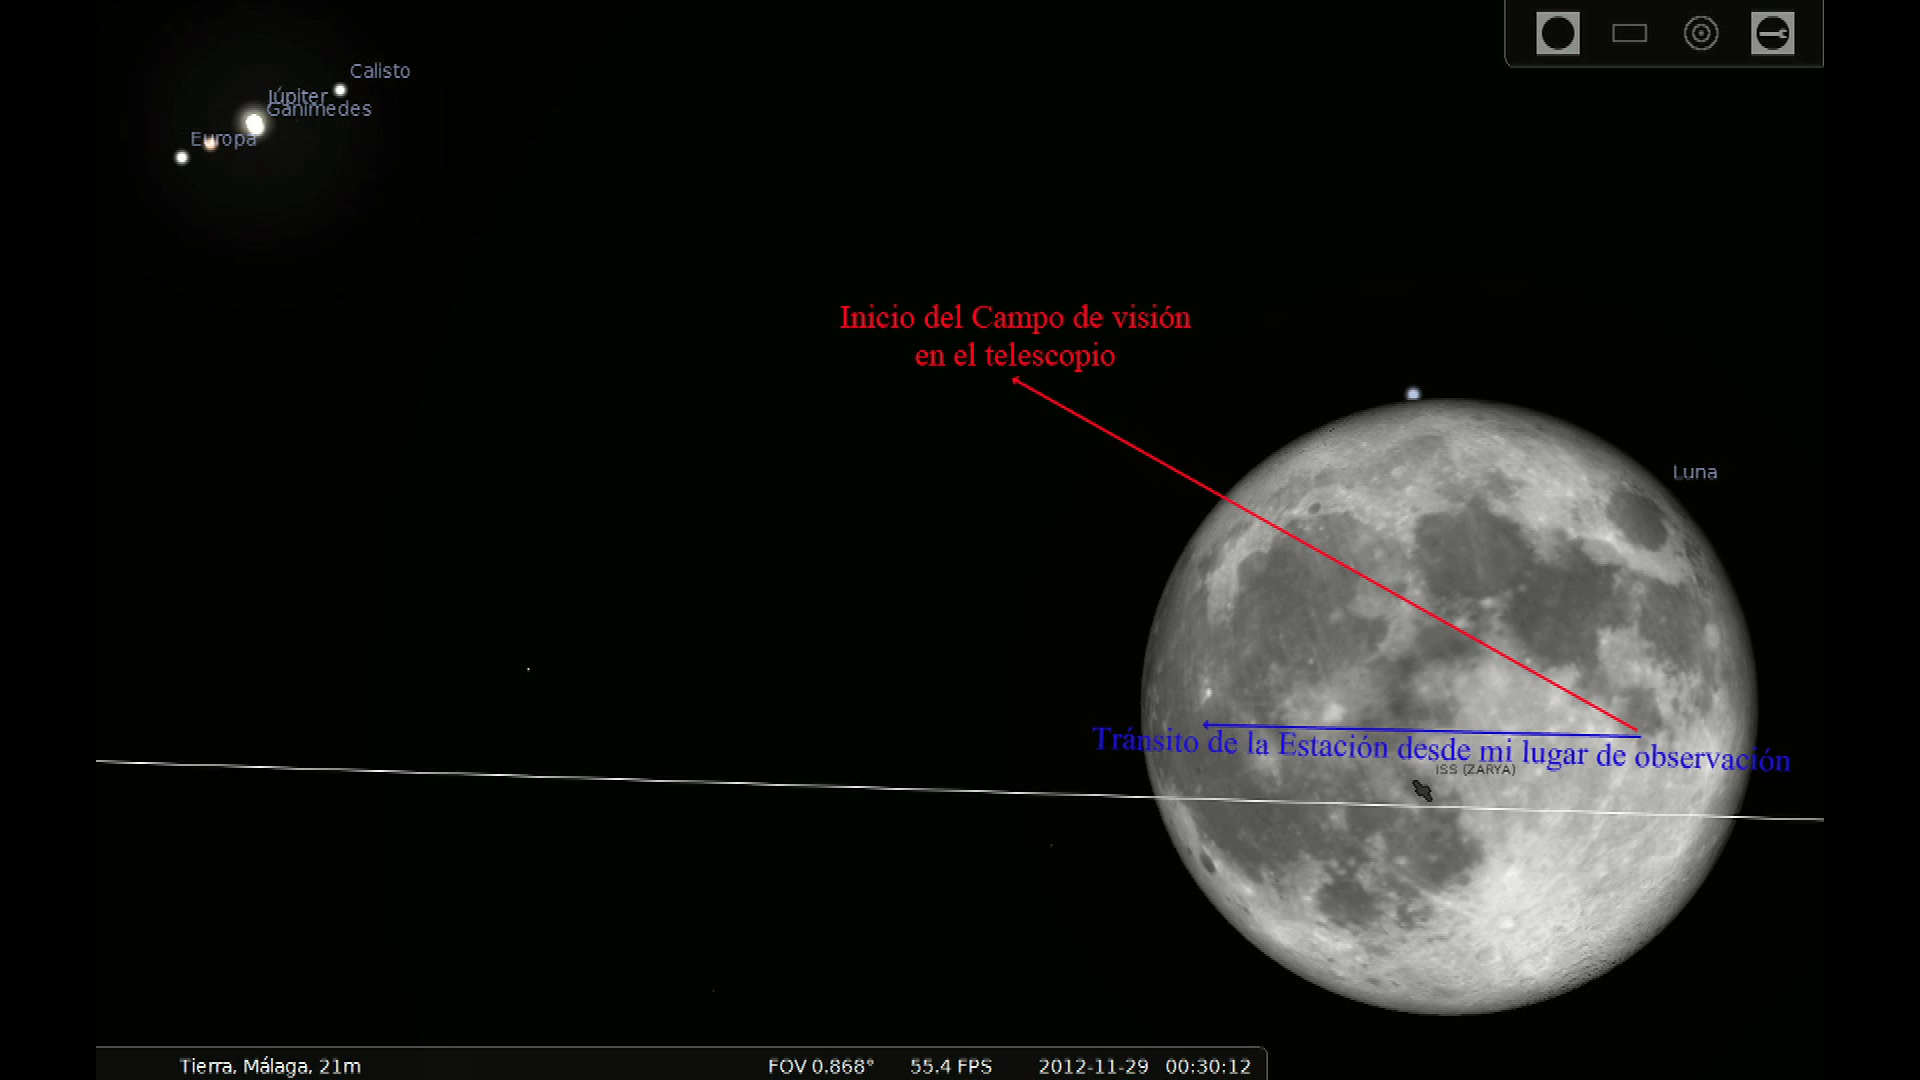 Calisto
Júpiter
Ganímedes
Europa
Inicio del Campo de visión
en el telescopio
Luna
Tránsito de la Estación desde mi lugar de observación
ISS (ZARYA)
Tierra, Málaga, 21m FOV 0.868° 55.4 FPS 2012-11-29 00:30:12